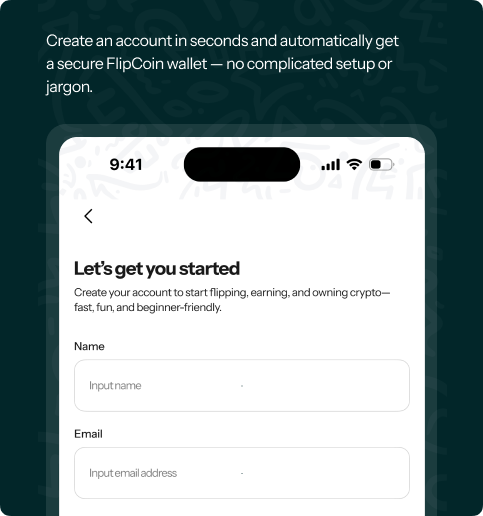 Create an account in seconds and automatically get
a secure FlipCoin wallet — no complicated setup or
jargon.
9:41
Let’s get you started
Create your account to start flipping, earning, and owning crypto—
fast, fun, and beginner-friendly.
Name
Input name
Email
Input email address